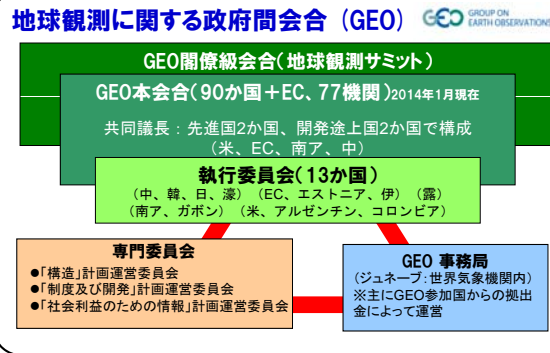 地球観測に関する政府間会合 (GEO)
GEO GROUP ON
EARTH OBSERVATIONS
GEO閣僚級会合(地球観測サミット)
GEO本会合(90か国+EC、77機関)2014年1月現在
共同議長：先進国2か国、開発途上国2か国で構成
(米、EC、南ア、中)
執行委員会(13か国)
(中、韓、日、濠) (EC、エストニア、伊) (露)
(南ア、ガボン) (米、アルゼンチン、コロンビア)
専門委員会
●「構造」計画運営委員会
●「制度及び開発」計画運営委員会
●「社会利益のための情報」計画運営委員会
GEO 事務局
(ジュネーブ：世界気象機関内)
※主にGEO参加国からの拠出
金によって運営